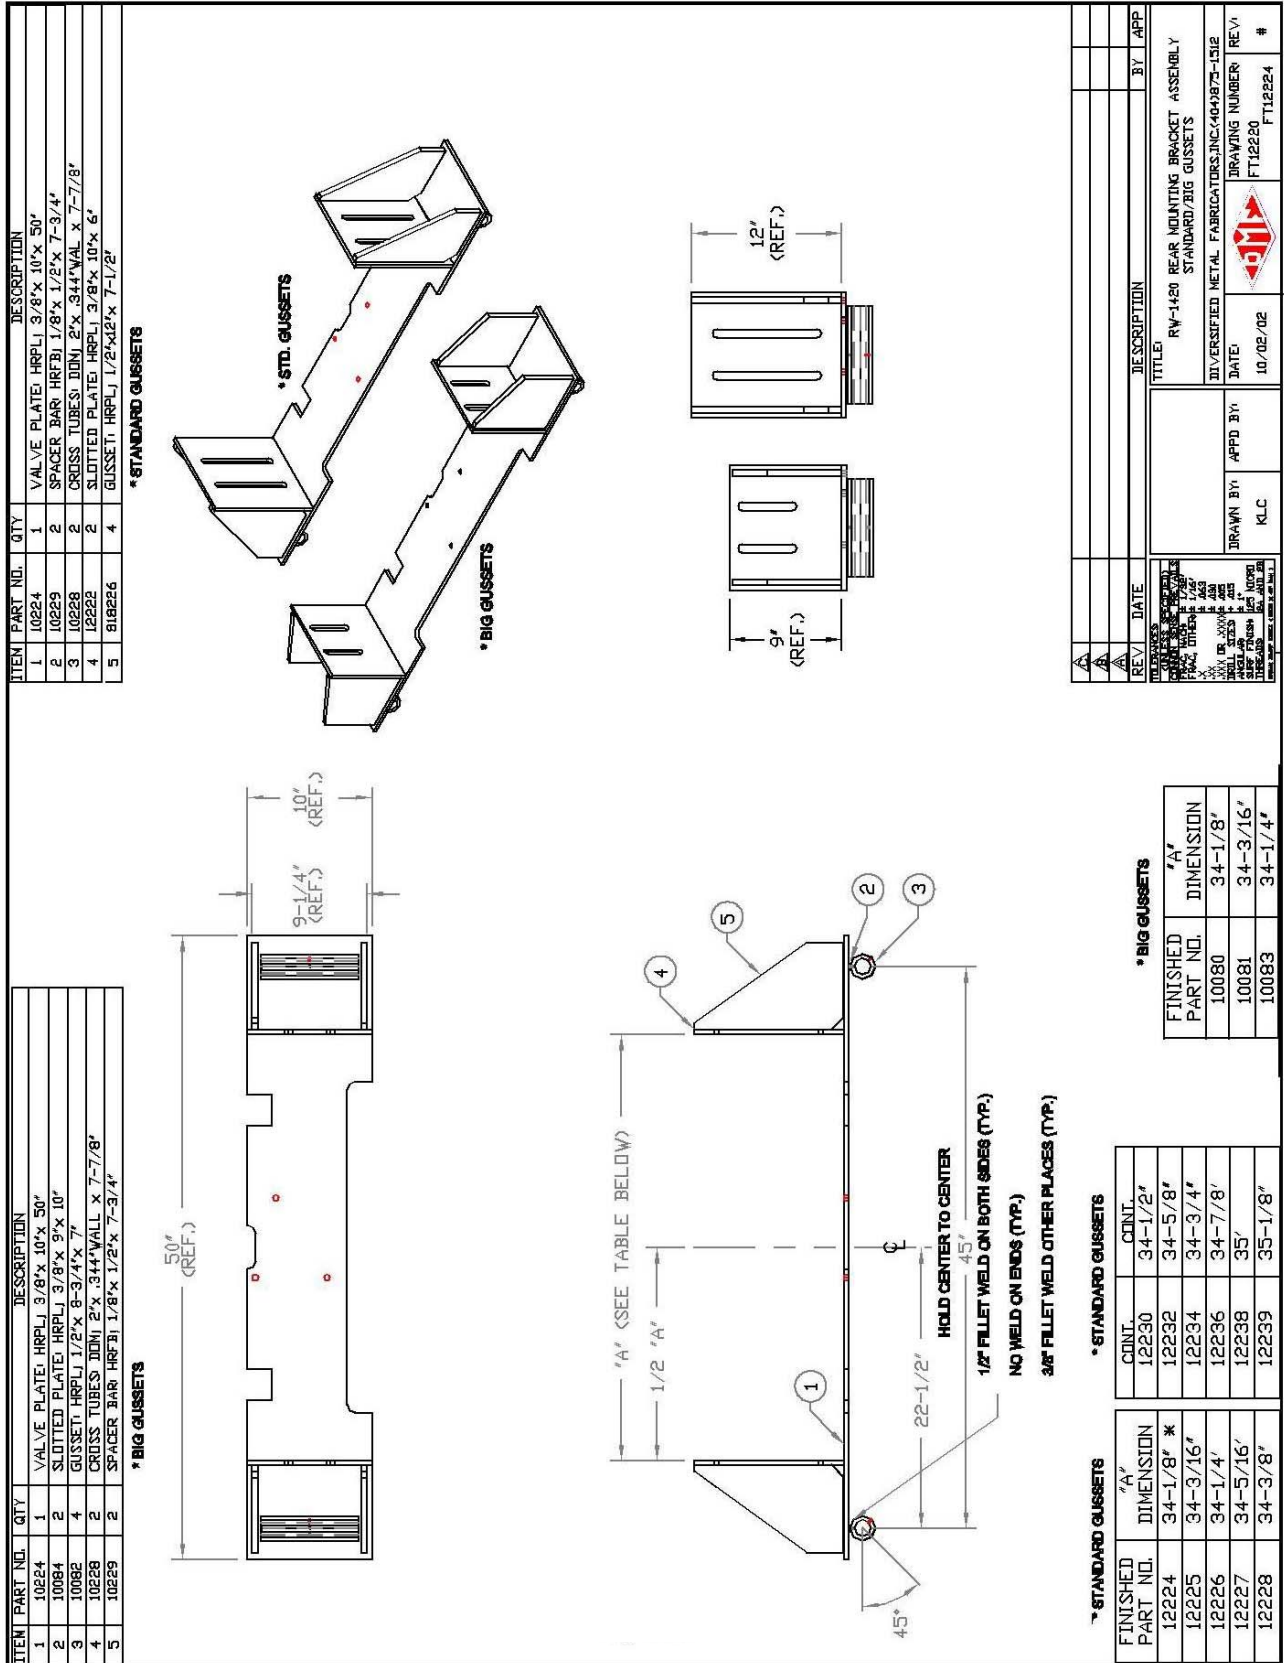 ITEM PART NO. QTY DESCRIPTION
1 10224 1 VALVE PLATE: HRPL; 3/8"x 10"x 50"
2 10084 2 SLOTTED PLATE: HRPL; 3/8"x 9"x 10"
3 10082 4 GUSSET: HRPL; 1/2"x 8-3/4"x 7"
4 10228 2 CROSS TUBES: DOM; 2"x .344"WALL x 7-7/8"
5 10229 2 SPACER BAR: HRFB; 1/8"x 1/2"x 7-3/4"
* BIG GUSSETS
ITEM PART NO. QTY DESCRIPTION
1 10224 1 VALVE PLATE: HRPL; 3/8"x 10"x 50"
2 10229 2 SPACER BAR: HRFB; 1/8"x 1/2"x 7-3/4"
3 10228 2 CROSS TUBES: DOM; 2"x .344"WAL x 7-7/8"
4 12222 2 SLOTTED PLATE: HRPL; 3/8"x 10"x 6"
5 818226 4 GUSSET: HRPL; 1/2"x12"x 7-1/2"
* STANDARD GUSSETS
50"
(REF.)
9-1/4"
(REF.)
10"
(REF.)
* STD. GUSSETS
* BIG GUSSETS
"A" (SEE TABLE BELOW)
1/2 "A"
4
5
1
2
3
℄
22-1/2"
45"
45°
HOLD CENTER TO CENTER
1/2" FILLET WELD ON BOTH SIDES (TYP.)
NO WELD ON ENDS (TYP.)
3/8" FILLET WELD OTHER PLACES (TYP.)
9"
(REF.)
12"
(REF.)
* STANDARD GUSSETS
FINISHED PART NO. "A" DIMENSION
12224 34-1/8" *
12225 34-3/16"
12226 34-1/4'
12227 34-5/16'
12228 34-3/8"
* STANDARD GUSSETS
CONT. CONT.
12230 34-1/2"
12232 34-5/8"
12234 34-3/4"
12236 34-7/8'
12238 35'
12239 35-1/8"
* BIG GUSSETS
FINISHED PART NO. "A" DIMENSION
10080 34-1/8"
10081 34-3/16"
10083 34-1/4"
C
B
A
REV DATE DESCRIPTION BY APP
TOLERANCES
TITLE:
RW-1420 REAR MOUNTING BRACKET ASSEMBLY
STANDARD/BIG GUSSETS
DIVERSIFIED METAL FABRICATORS,INC.(404)875-1512
DRAWN BY: APPD BY: DATE: DRAWING NUMBER: REV:
KLC 10/02/02 DMF FT12220 FT12224 #